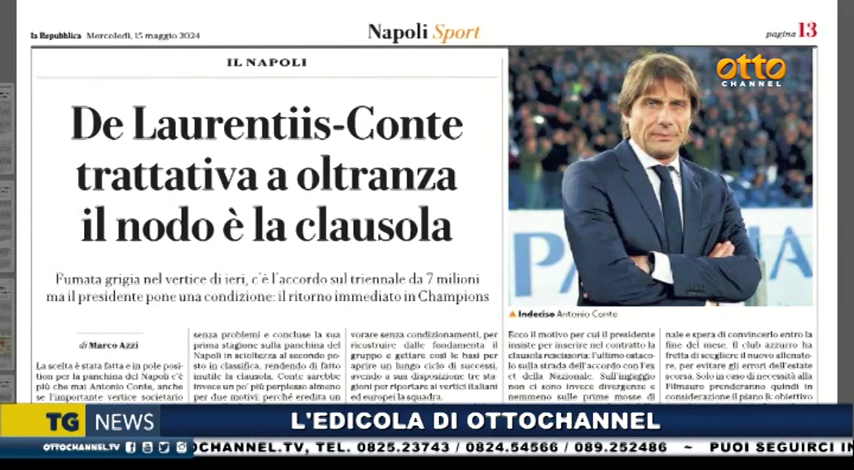 la Repubblica Mercoledì, 15 maggio 2024
Napoli Sport
pagina 13
otto
CHANNEL
IL NAPOLI
De Laurentiis-Conte
trattativa a oltranza
il nodo è la clausola
Fumata grigia nel vertice di ieri, c'è l'accordo sul triennale da 7 milioni
ma il presidente pone una condizione: il ritorno immediato in Champions
Indeciso Antonio Conte
di Marco Azzi
La scelta è stata fatta e in pole posi-
tion per la panchina del Napoli c'è
più che mai Antonio Conte, anche
se l'importante vertice societario
senza problemi e concluse la sua
prima stagione sulla panchina del
Napoli in scioltezza al secondo po-
sto in classifica, rendendo di fatto
inutile la clausola. Conte sarebbe
invece un po' più perplesso almeno
per due motivi: perché eredita un
vorare senza condizionamenti, per
ricostruire dalle fondamenta il
gruppo e gettare così le basi per
aprire un lungo ciclo di successi,
avendo a sua disposizione tre sta-
gioni per riportare ai vertici italiani
ed europei la squadra.
Ecco il motivo per cui il presidente
insiste per inserire nel contratto la
clausola rescissoria: l'ultimo ostaco-
lo sulla strada dell'accordo con l'ex
ct della Nazionale. Sull'ingaggio
non ci sono invece divergenze e
nemmeno sulle prime mosse di
nale e spera di convincerlo entro la
fine del mese. Il club azzurro ha
fretta di scegliere il nuovo allenato-
re, per evitare gli errori dell'estate
scorsa. Solo in caso di necessità alla
Filmauro prenderanno quindi in
considerazione il piano B: obiettivo
TG NEWS
L'EDICOLA DI OTTOCHANNEL
OTTOCHANNEL.TV
OCHANNEL.TV, TEL. 0825.23743 / 0824.54566 / 089.252486 ~ PUOI SEGUIRCI IN